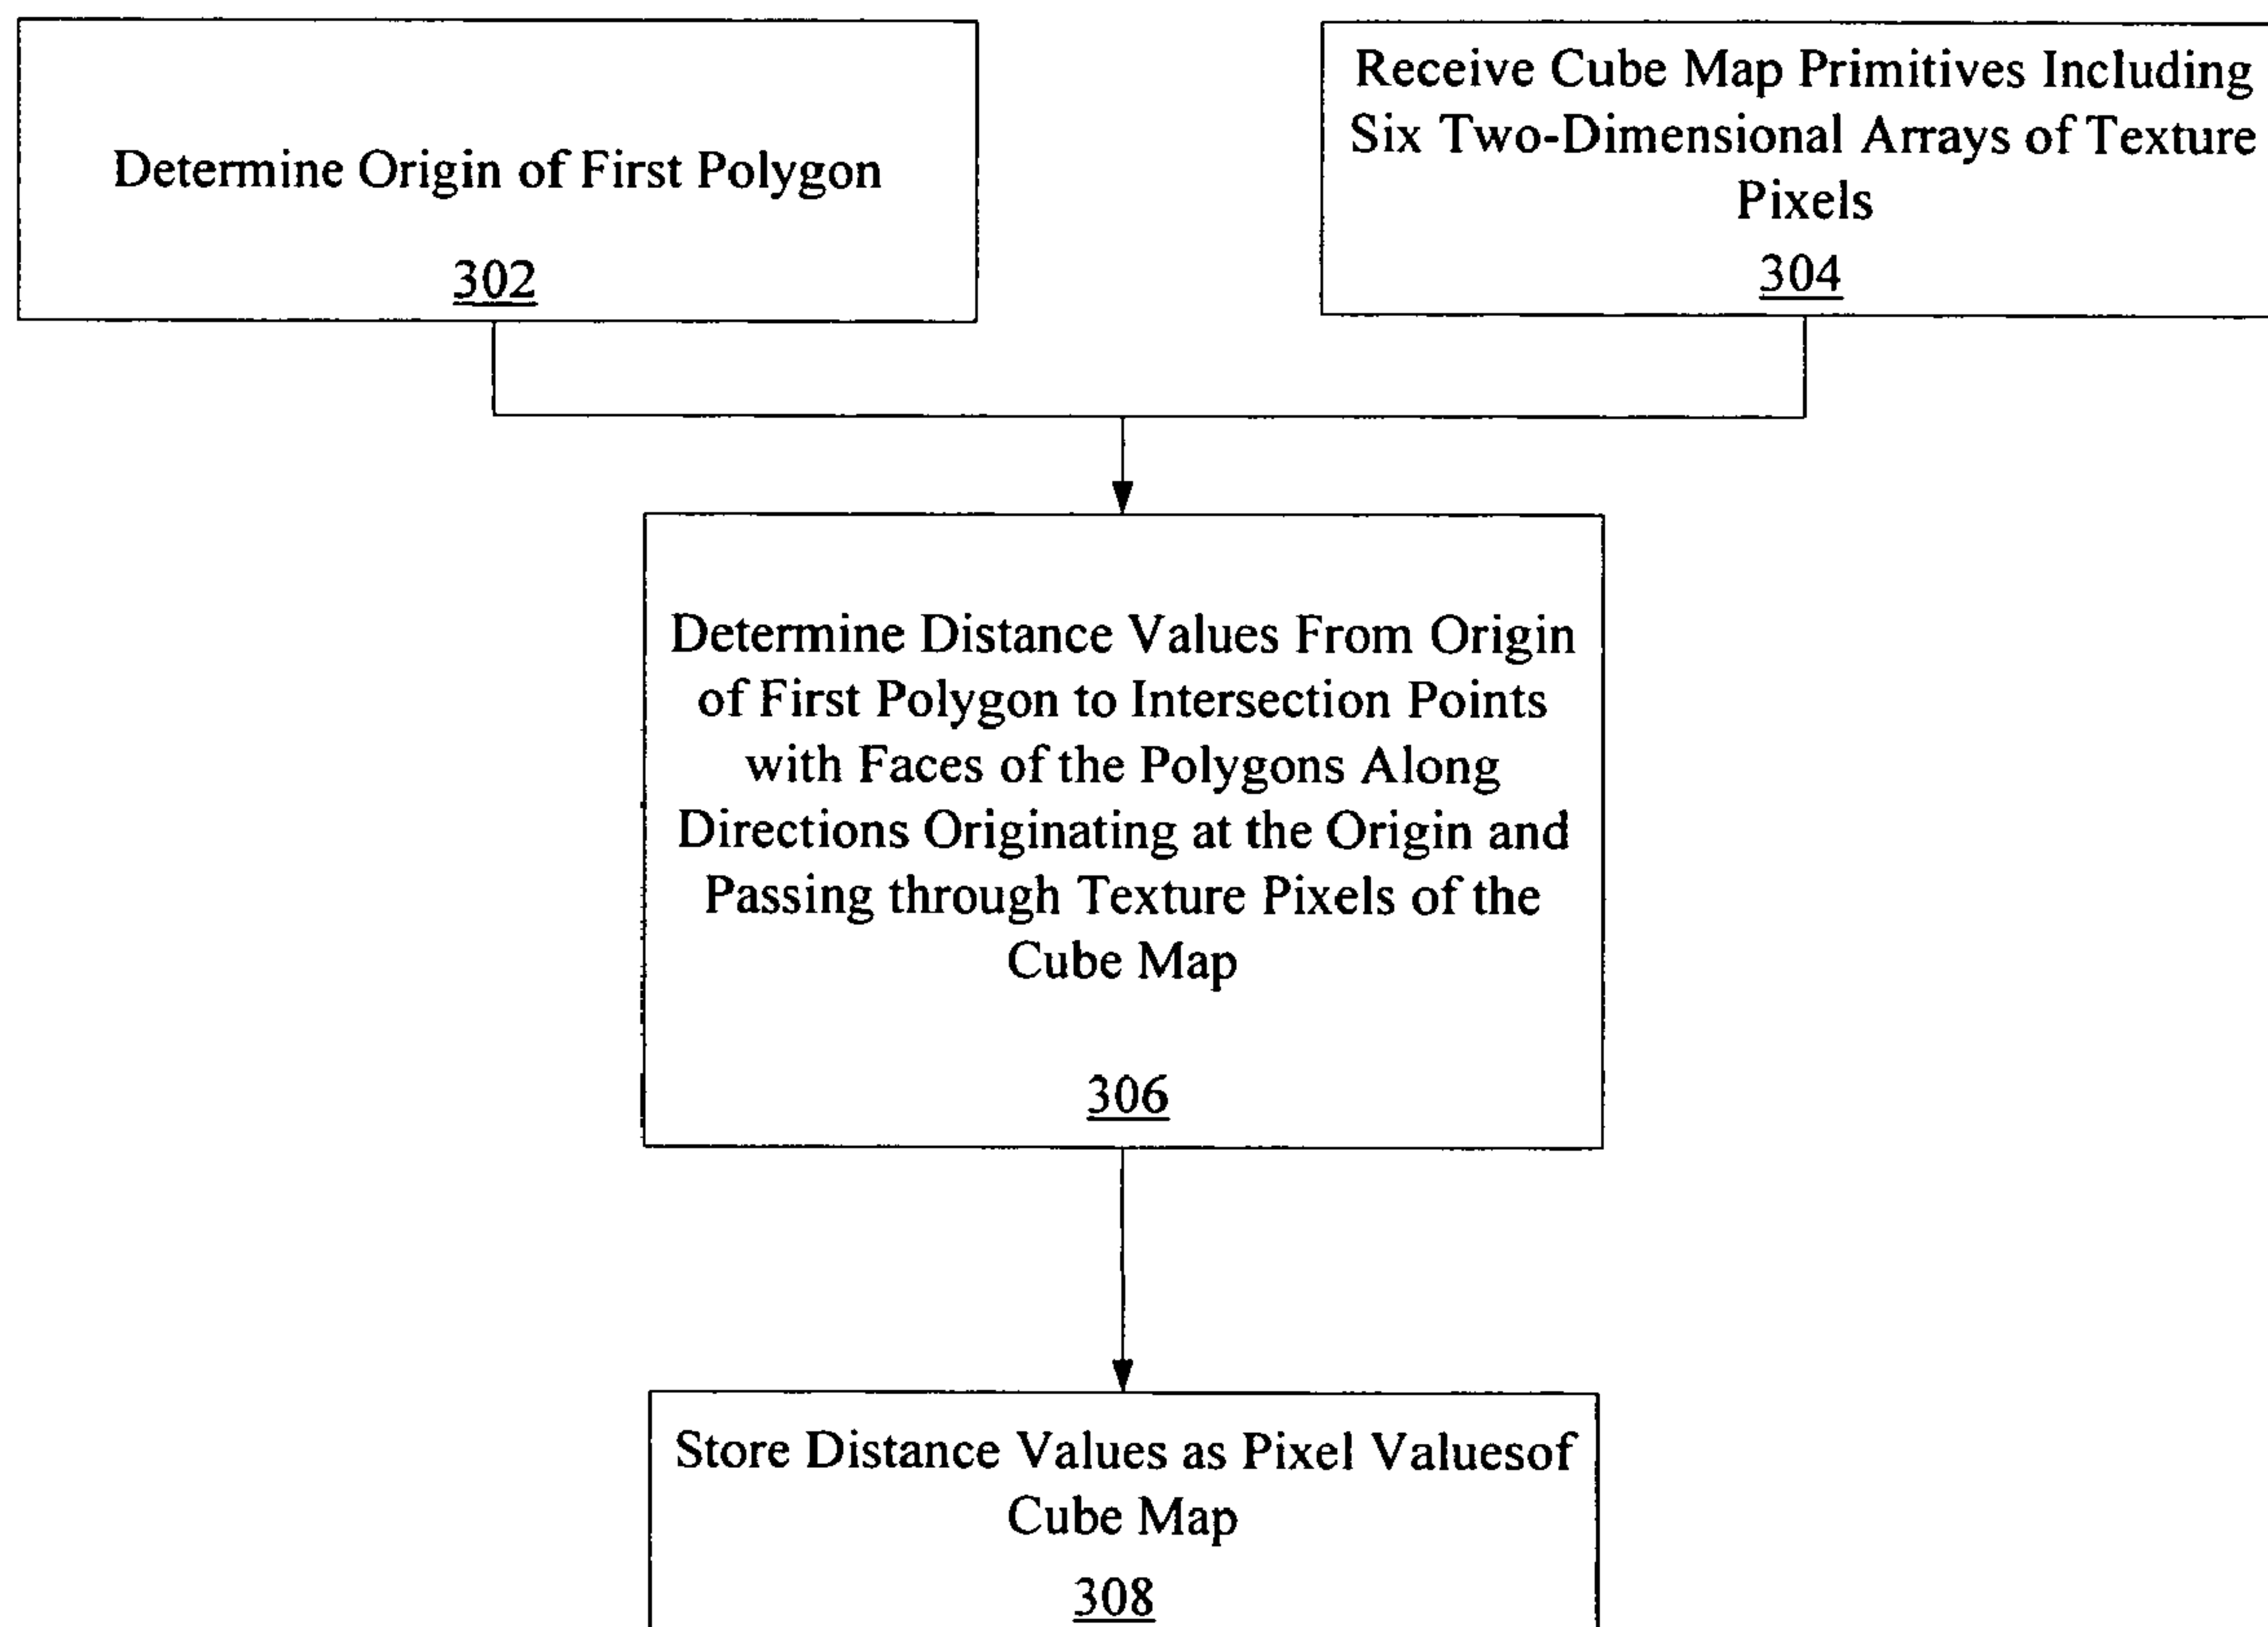 Determine Origin of First Polygon
302
Receive Cube Map Primitives Including
Six Two-Dimensional Arrays of Texture
Pixels
304
Determine Distance Values From Origin
of First Polygon to Intersection Points
with Faces of the Polygons Along
Directions Originating at the Origin and
Passing through Texture Pixels of the
Cube Map
306
Store Distance Values as Pixel Valuesof
Cube Map
308